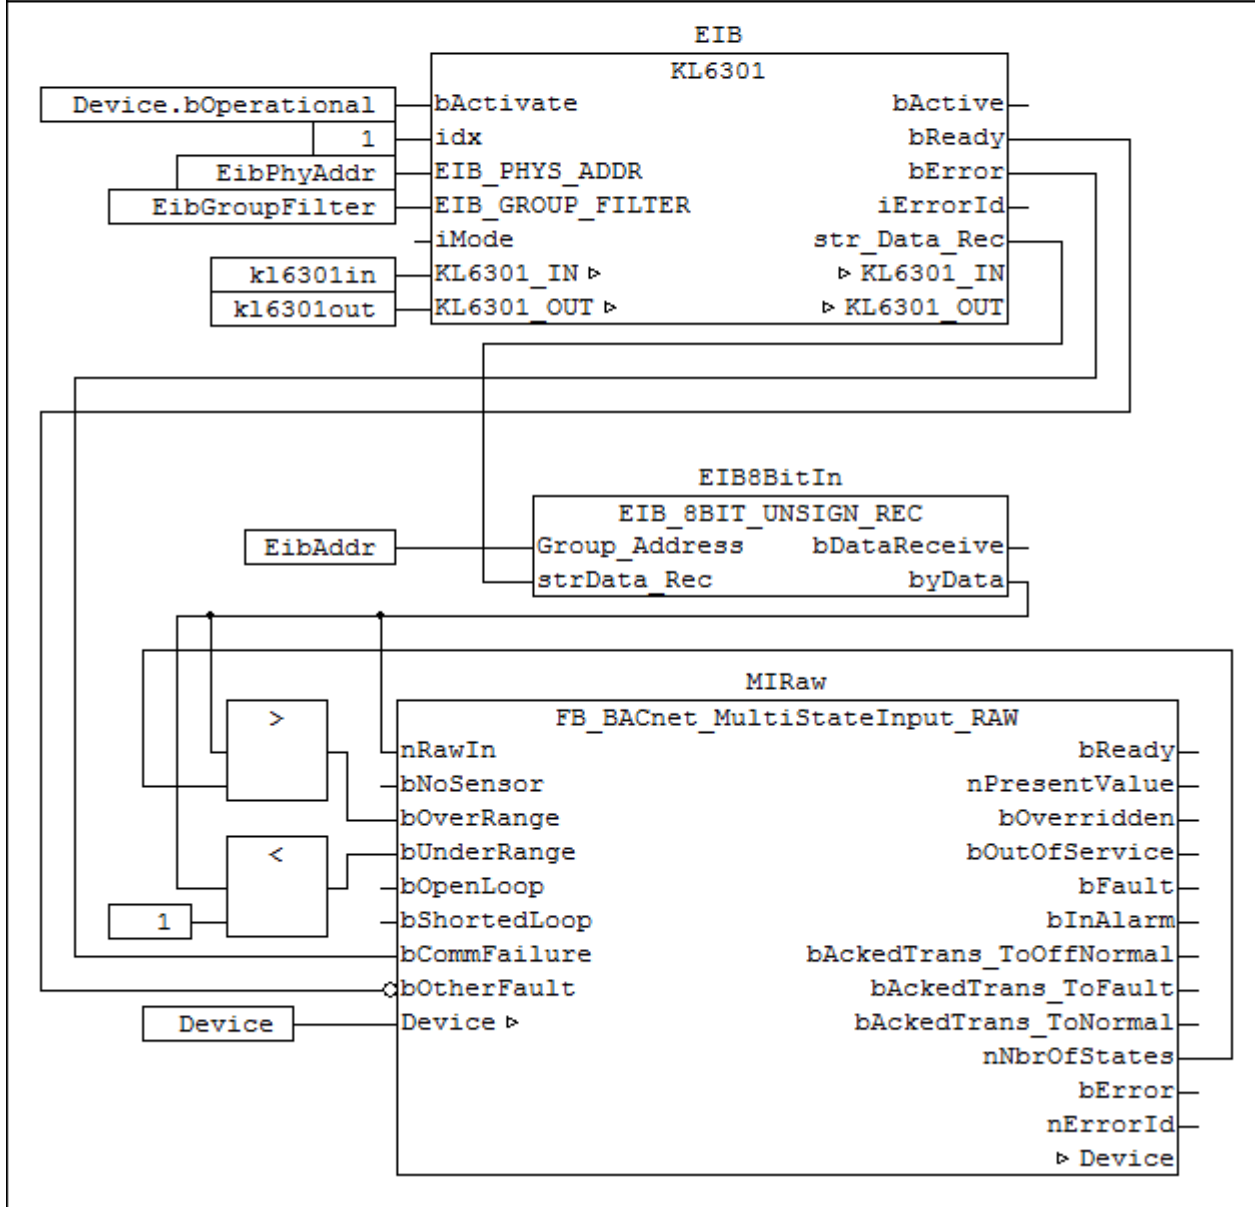 EIB
KL6301
Device.bOperational bActivate bActive
1 idx bReady
EibPhyAddr EIB_PHYS_ADDR bError
EibGroupFilter EIB_GROUP_FILTER iErrorId
iMode str_Data_Rec
kl6301in KL6301_IN ▹ ▹ KL6301_IN
kl6301out KL6301_OUT ▹ ▹ KL6301_OUT
EIB8BitIn
EIB_8BIT_UNSIGN_REC
EibAddr Group_Address bDataReceive
strData_Rec byData
MIRaw
> FB_BACnet_MultiStateInput_RAW
nRawIn bReady
bNoSensor nPresentValue
bOverRange bOverridden
< bUnderRange bOutOfService
bOpenLoop bFault
1 bShortedLoop bInAlarm
bCommFailure bAckedTrans_ToOffNormal
bOtherFault bAckedTrans_ToFault
Device Device ▹ bAckedTrans_ToNormal
nNbrOfStates
bError
nErrorId
▹ Device